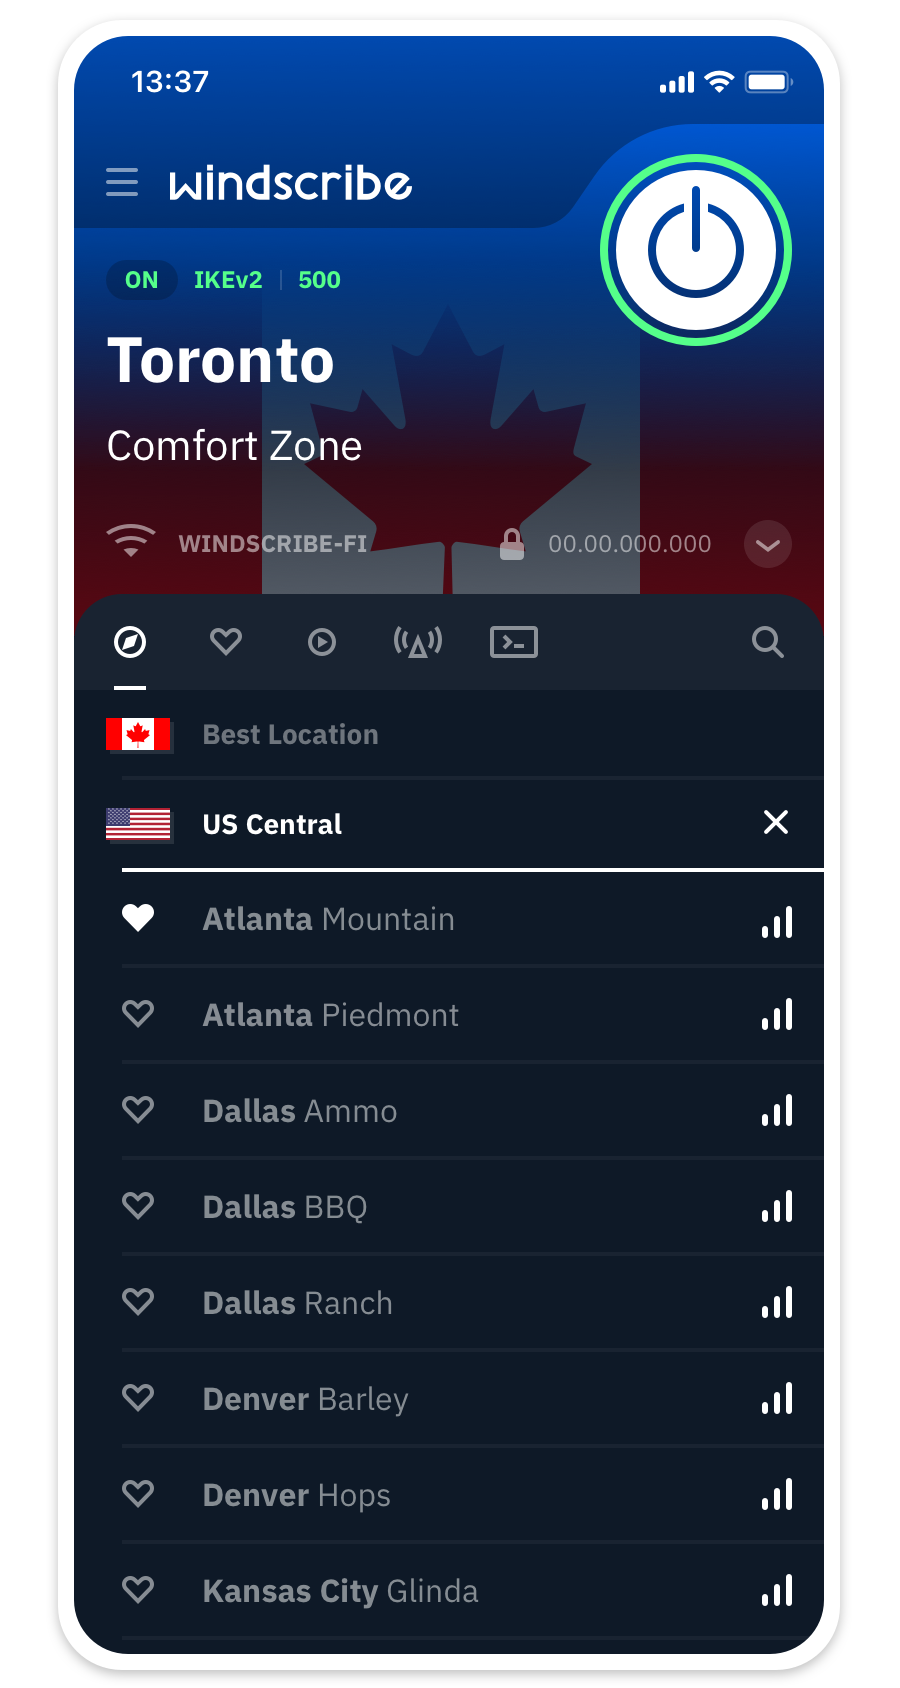 13:37
windscribe
ON IKEv2 500
Toronto
Comfort Zone
WINDSCRIBE-FI 00.00.000.000
Best Location
US Central
Atlanta Mountain
Atlanta Piedmont
Dallas Ammo
Dallas BBQ
Dallas Ranch
Denver Barley
Denver Hops
Kansas City Glinda